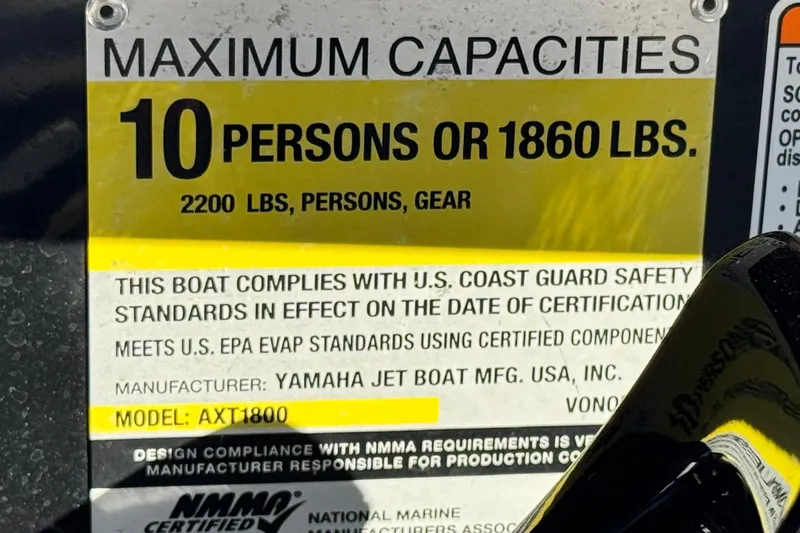 MAXIMUM CAPACITIES
10 PERSONS OR 1860 LBS.
2200 LBS, PERSONS, GEAR
THIS BOAT COMPLIES WITH U.S. COAST GUARD SAFETY
STANDARDS IN EFFECT ON THE DATE OF CERTIFICATION
MEETS U.S. EPA EVAP STANDARDS USING CERTIFIED
MANUFACTURER: YAMAHA JET BOAT MFG. USA, INC.
MODEL: AXT1800
DESIGN COMPLIANCE WITH NMMA REQUIREMENTS IS
MANUFACTURER RESPONSIBLE FOR PRODUCTION
NMMA®
CERTIFIED
NATIONAL MARINE
MANUFACTURERS